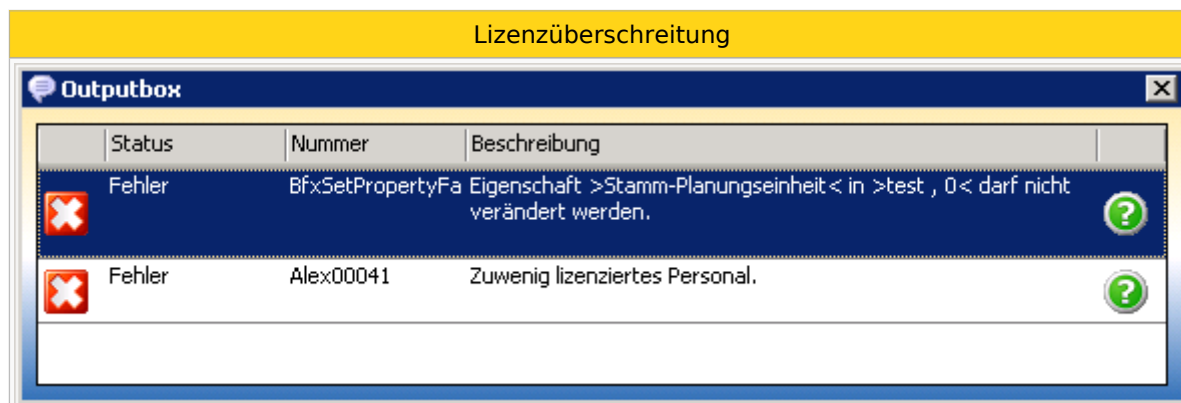 Lizenzüberschreitung
Outputbox
Status Nummer Beschreibung
Fehler BfxSetPropertyFa Eigenschaft >Stamm-Planungseinheit< in >test , 0< darf nicht
verändert werden.
Fehler Alex00041 Zuwenig lizenziertes Personal.